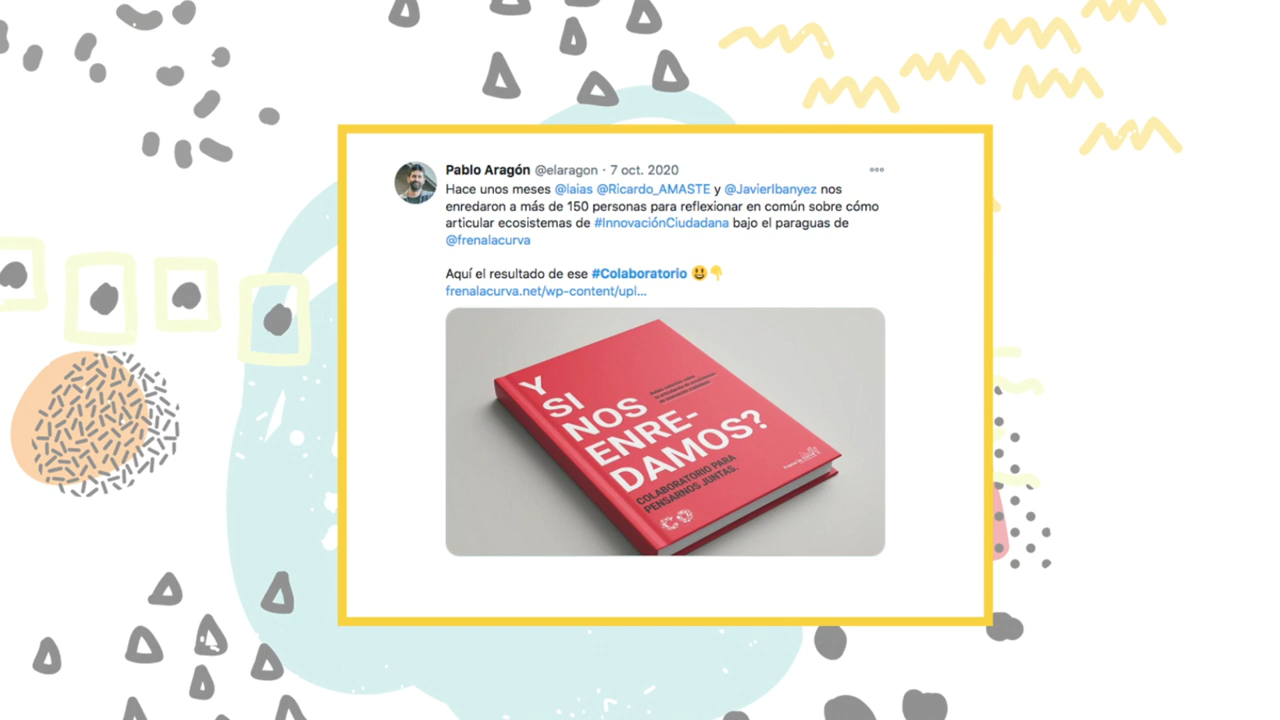 Pablo Aragón @elaragon · 7 oct. 2020
Hace unos meses @laias @Ricardo_AMASTE y @JavierIbanyez nos
enredaron a más de 150 personas para reflexionar en común sobre cómo
articular ecosistemas de #InnovaciónCiudadana bajo el paraguas de
@frenalacurva
Aquí el resultado de ese #Colaboratorio 😃👇
frenalacurva.net/wp-content/upl...
Y
SI
NOS
ENRE-
DAMOS?
COLABORATORIO PARA
PENSARNOS JUNTAS.